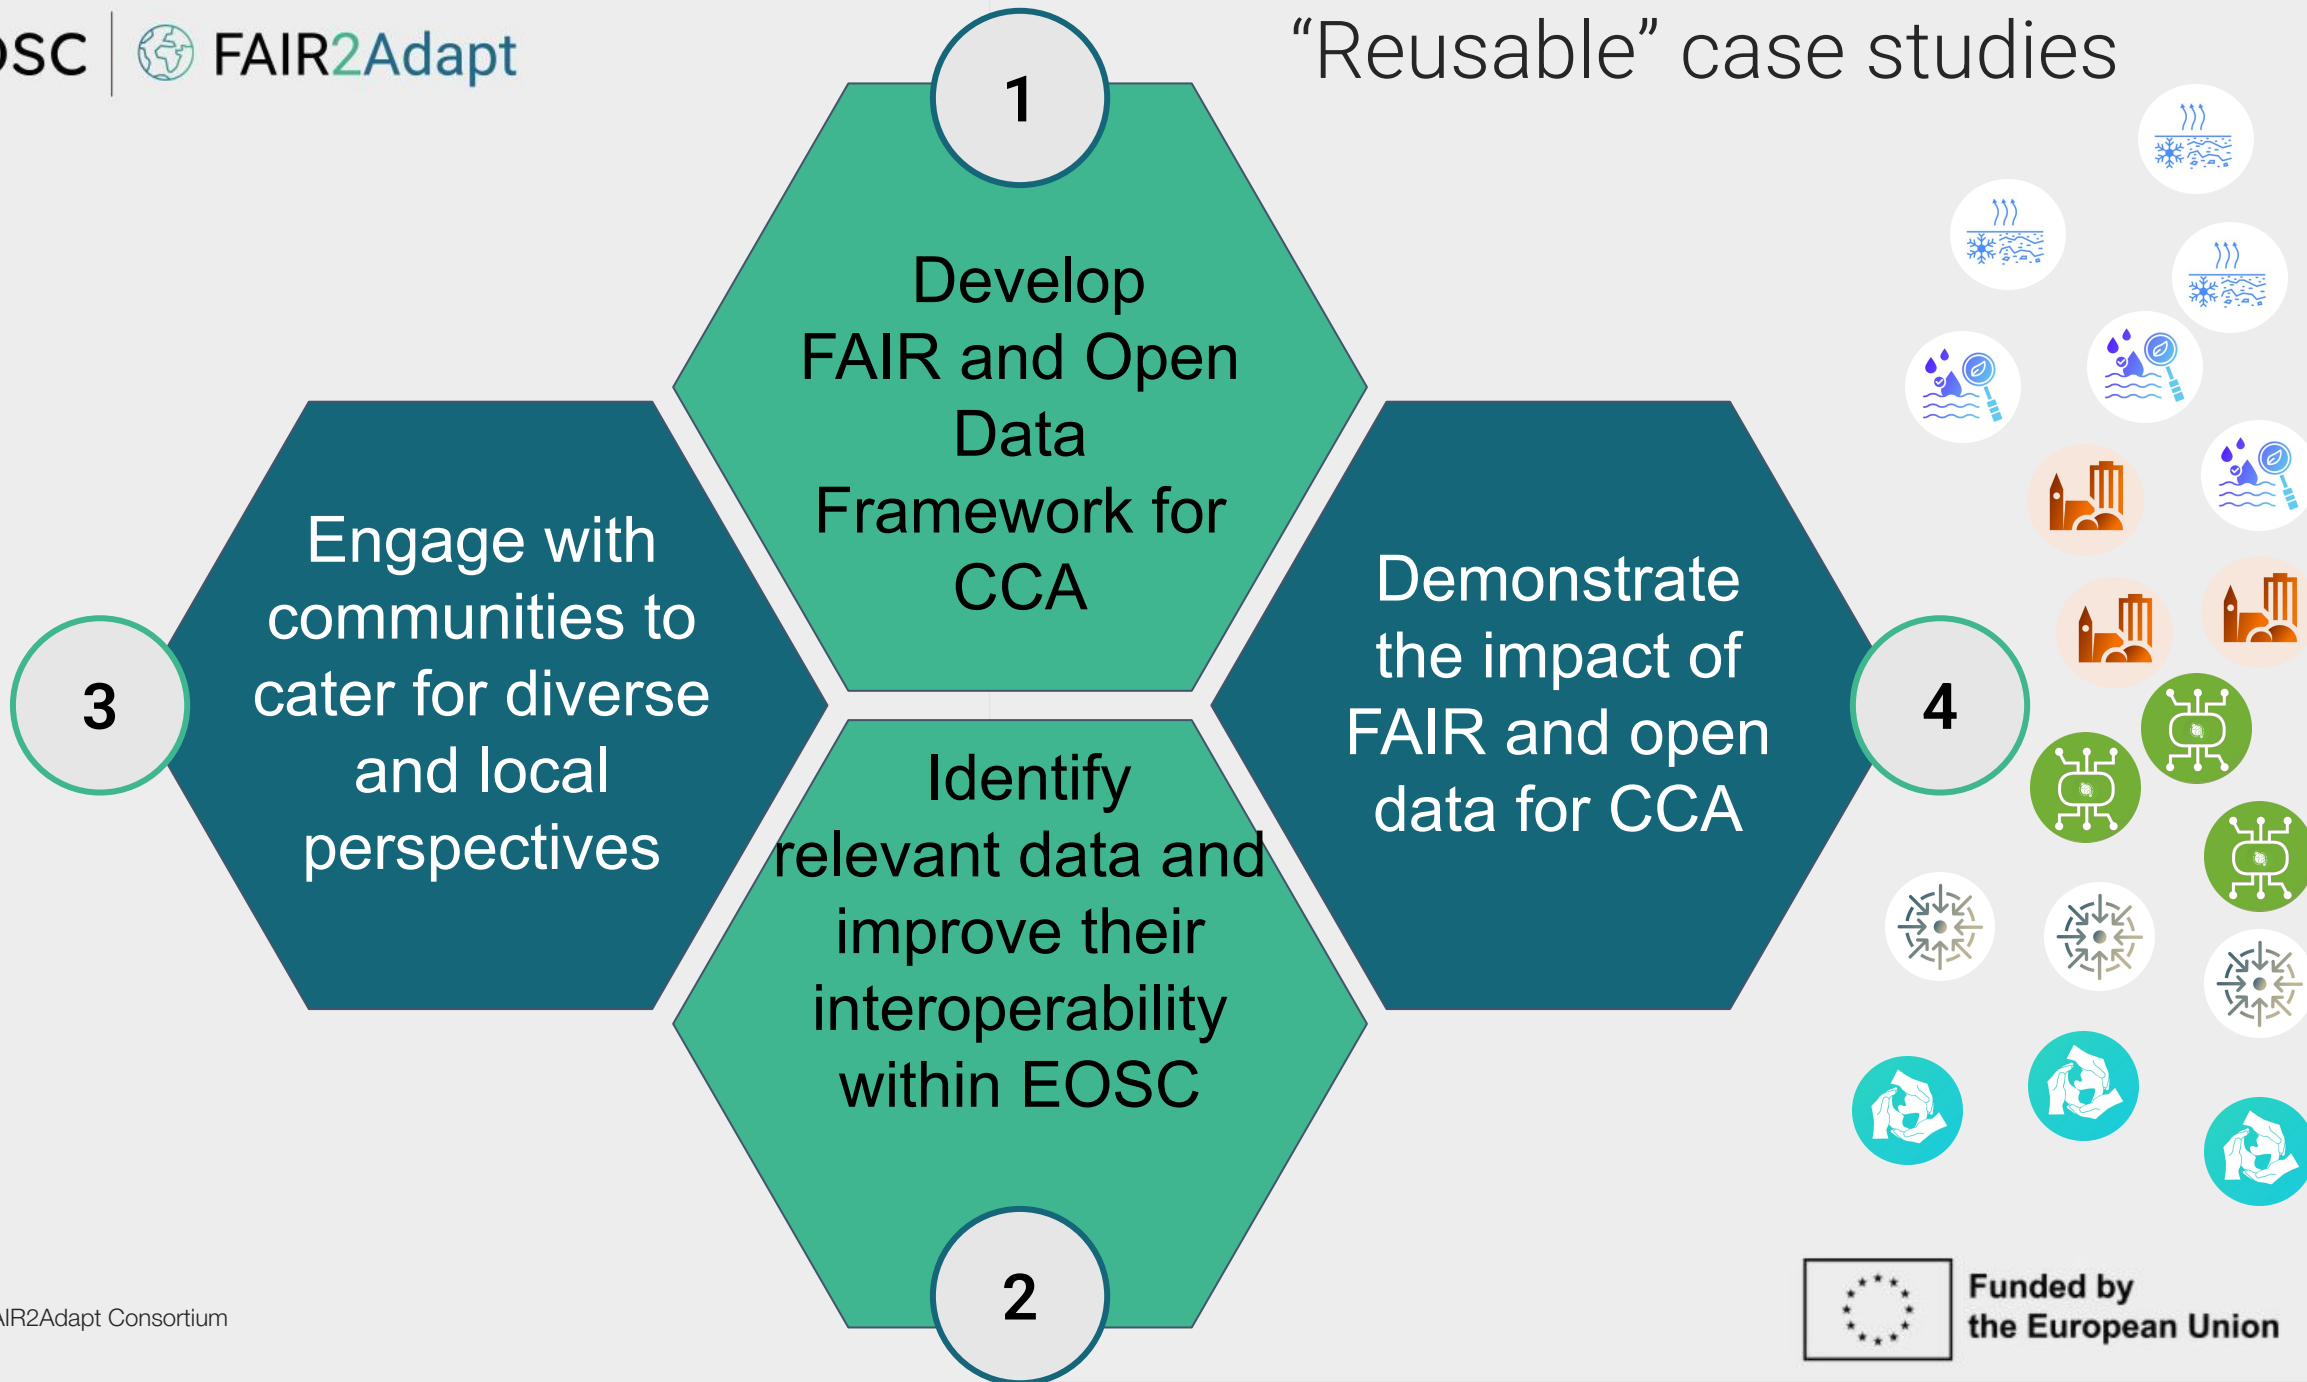 OSC FAIR2Adapt
“Reusable” case studies
1
Develop
FAIR and Open
Data
Framework for
CCA
3
Engage with
communities to
cater for diverse
and local
perspectives
Demonstrate
the impact of
FAIR and open
data for CCA
4
Identify
relevant data and
improve their
interoperability
within EOSC
2
AIR2Adapt Consortium
Funded by
the European Union